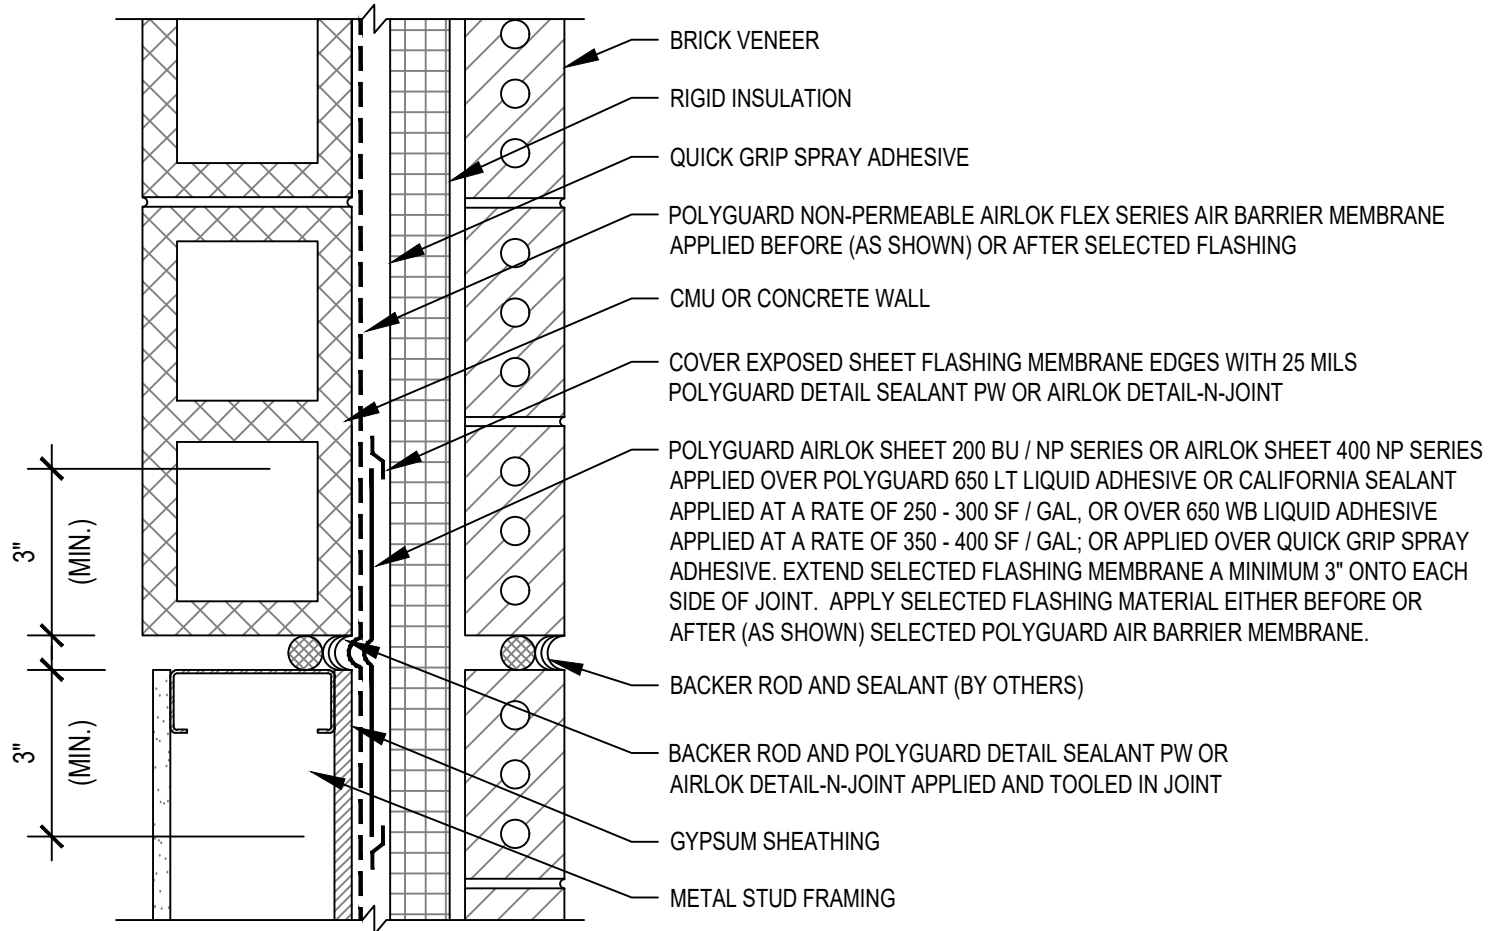 BRICK VENEER
RIGID INSULATION
QUICK GRIP SPRAY ADHESIVE
POLYGUARD NON-PERMEABLE AIRLOK FLEX SERIES AIR BARRIER MEMBRANE
APPLIED BEFORE (AS SHOWN) OR AFTER SELECTED FLASHING
CMU OR CONCRETE WALL
COVER EXPOSED SHEET FLASHING MEMBRANE EDGES WITH 25 MILS
POLYGUARD DETAIL SEALANT PW OR AIRLOK DETAIL-N-JOINT
POLYGUARD AIRLOK SHEET 200 BU / NP SERIES OR AIRLOK SHEET 400 NP SERIES
APPLIED OVER POLYGUARD 650 LT LIQUID ADHESIVE OR CALIFORNIA SEALANT
APPLIED AT A RATE OF 250 - 300 SF / GAL, OR OVER 650 WB LIQUID ADHESIVE
APPLIED AT A RATE OF 350 - 400 SF / GAL; OR APPLIED OVER QUICK GRIP SPRAY
ADHESIVE. EXTEND SELECTED FLASHING MEMBRANE A MINIMUM 3" ONTO EACH
SIDE OF JOINT. APPLY SELECTED FLASHING MATERIAL EITHER BEFORE OR
AFTER (AS SHOWN) SELECTED POLYGUARD AIR BARRIER MEMBRANE.
BACKER ROD AND SEALANT (BY OTHERS)
BACKER ROD AND POLYGUARD DETAIL SEALANT PW OR
AIRLOK DETAIL-N-JOINT APPLIED AND TOOLED IN JOINT
GYPSUM SHEATHING
METAL STUD FRAMING
3"
(MIN.)
3"
(MIN.)